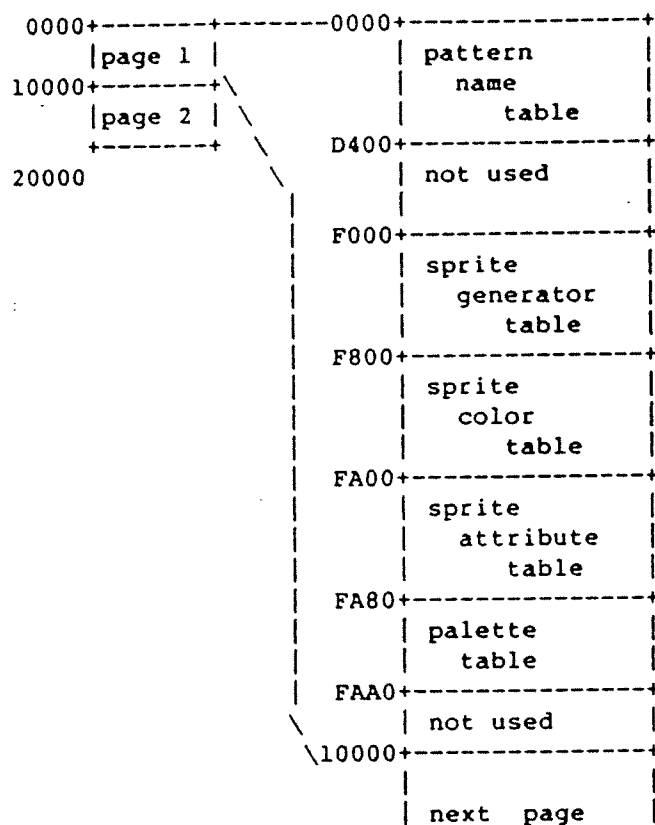 0000+-------+-------0000+---------------+
|page 1 | | pattern |
10000+-------+ | name |
|page 2 | \ | table |
+-------+ \ D400+---------------+
20000 \ | not used |
| F000+---------------+
| | sprite |
| | generator |
| | table |
| F800+---------------+
| | sprite |
| | color |
| | table |
| FA00+---------------+
| | sprite |
| | attribute |
| | table |
| FA80+---------------+
| | palette |
| | table |
| FAA0+---------------+
\ | not used |
\10000+---------------+
| next page